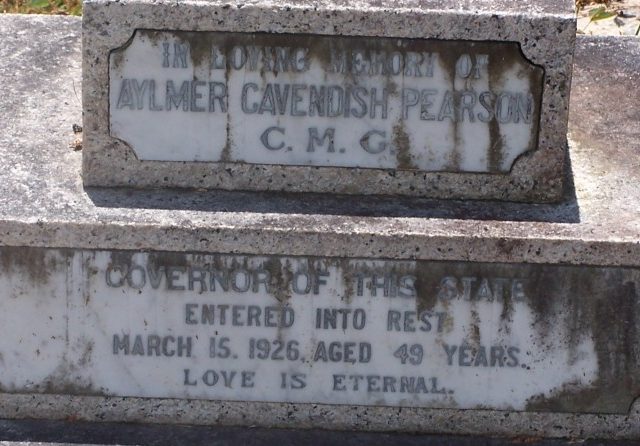 IN LOVING MEMORY OF
AYLMER CAVENDISH PEARSON
C. M. G.
GOVERNOR OF THIS STATE
ENTERED INTO REST
MARCH 15. 1926, AGED 49 YEARS.
LOVE IS ETERNAL.